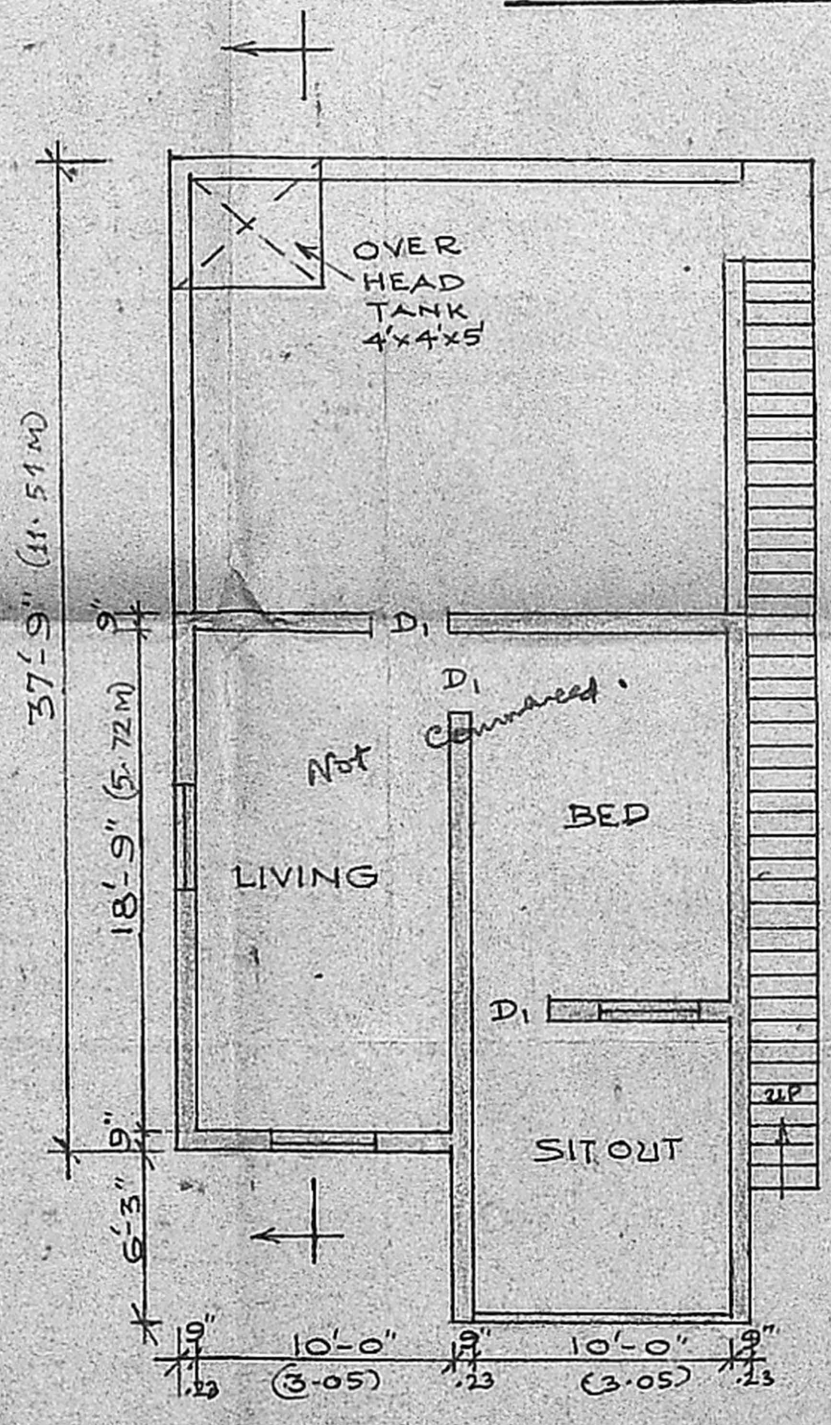 OVER
HEAD
TANK
4'x4'x5'
37'-9" (11.51M)
9"
D1
D1
Not Commenced.
18'-9" (5.72M)
BED
LIVING
D1
UP
SIT OUT
9"
6'-3"
9" 10'-0" 9" 10'-0" 9"
.23 (3.05) .23 (3.05) .23